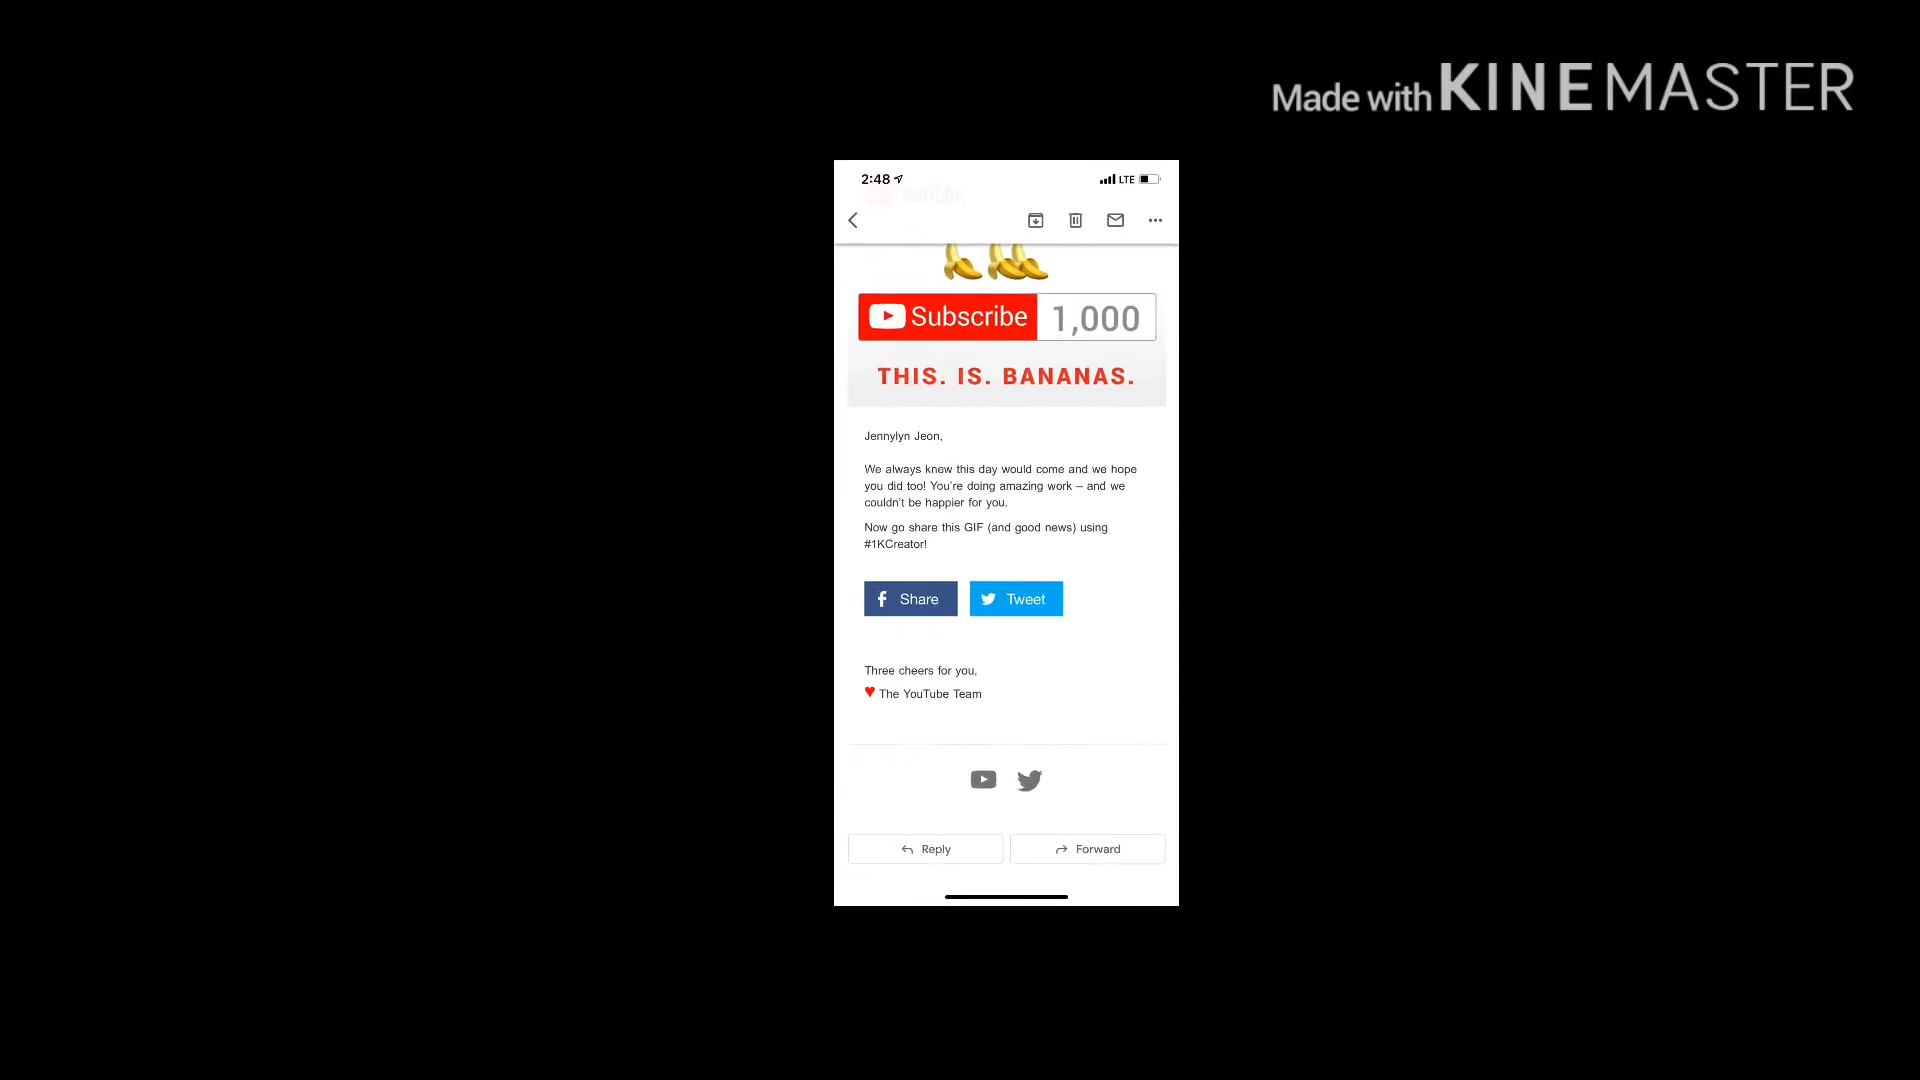 Made with KINEMASTER
2:48 LTE
Subscribe 1,000
THIS. IS. BANANAS.
Jennylyn Jeon,
We always knew this day would come and we hope
you did too! You're doing amazing work – and we
couldn't be happier for you.
Now go share this GIF (and good news) using
#1KCreator!
Share Tweet
Three cheers for you,
♥ The YouTube Team
Reply Forward